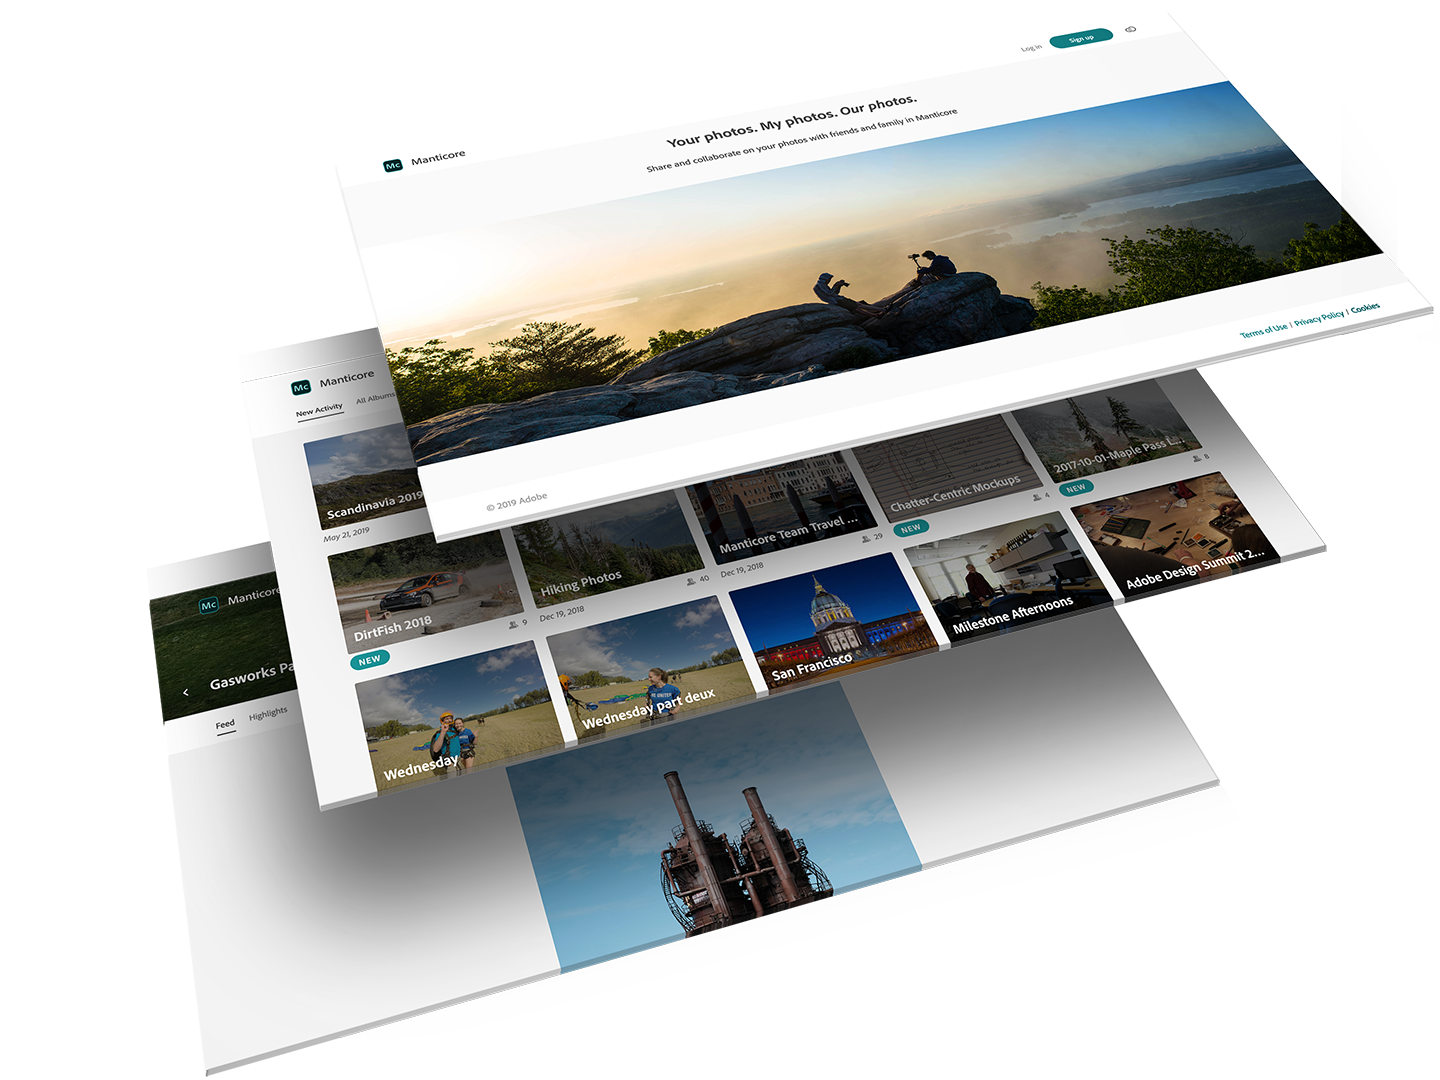 Log in
Sign up
Your photos. My photos. Our photos.
Share and collaborate on your photos with friends and family in Manticore
Mc Manticore
Terms of Use | Privacy Policy | Cookies
© 2019 Adobe
Mc Manticore
New Activity All Albums
Scandinavia 2019
May 21, 2019
Hiking Photos
40
Dec 19, 2018
Manticore Team Travel ...
29
Dec 19, 2018
Chatter-Centric Mockups
4
NEW
2017-10-01-Maple Pass L...
8
NEW
DirtFish 2018
9
NEW
Wednesday
Wednesday part deux
San Francisco
Milestone Afternoons
Adobe Design Summit 2...
Mc Manticore
Gasworks Pa
Feed Highlights